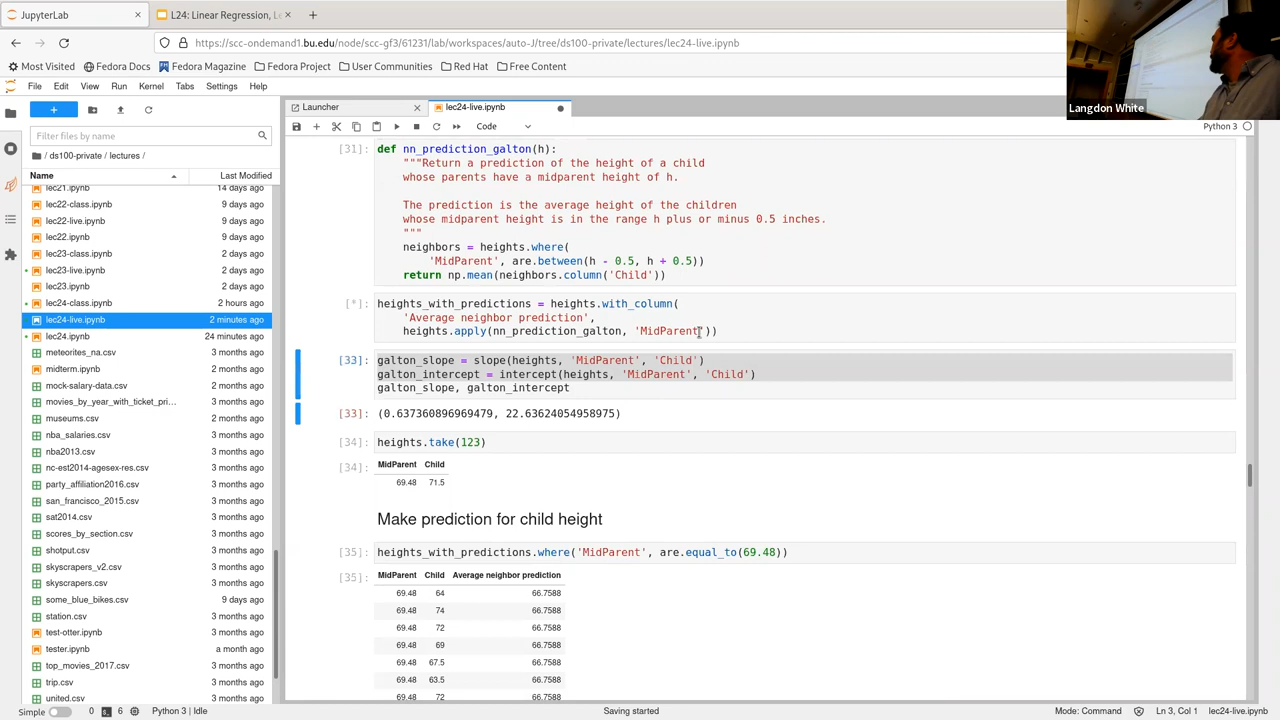 JupyterLab
L24: Linear Regression, Le
https://scc-ondemand1.bu.edu/node/scc-gf3/61231/lab/workspaces/auto-J/tree/ds100-private/lectures/lec24-live.ipynb
Most Visited
Fedora Docs
Fedora Magazine
Fedora Project
User Communities
Red Hat
Free Content
Langdon White
File Edit View Run Kernel Tabs Settings Help
Launcher
lec24-live.ipynb
Code
Python 3
Filter files by name
/ ds100-private / lectures /
Name Last Modified
lec21.ipynb 14 days ago
lec22-class.ipynb 9 days ago
lec22-live.ipynb 9 days ago
lec22.ipynb 9 days ago
lec23-class.ipynb 2 days ago
lec23-live.ipynb 2 days ago
lec23.ipynb 2 days ago
lec24-class.ipynb 2 hours ago
lec24-live.ipynb 2 minutes ago
lec24.ipynb 24 minutes ago
meteorites_na.csv 3 months ago
midterm.ipynb 2 months ago
mock-salary-data.csv 2 months ago
movies_by_year_with_ticket_pri... 3 months ago
museums.csv 2 months ago
nba_salaries.csv 3 months ago
nba2013.csv 3 months ago
nc-est2014-agesex-res.csv 3 months ago
party_affiliation2016.csv 3 months ago
san_francisco_2015.csv 3 months ago
sat2014.csv 3 months ago
scores_by_section.csv 3 months ago
shotput.csv 3 months ago
skyscrapers_v2.csv 3 months ago
skyscrapers.csv 3 months ago
some_blue_bikes.csv 9 days ago
station.csv 3 months ago
test-otter.ipynb 3 months ago
tester.ipynb a month ago
top_movies_2017.csv 3 months ago
trip.csv 3 months ago
united.csv 3 months ago
[31]: def nn_prediction_galton(h):
"""Return a prediction of the height of a child
whose parents have a midparent height of h.
The prediction is the average height of the children
whose midparent height is in the range h plus or minus 0.5 inches.
"""
neighbors = heights.where(
'MidParent', are.between(h - 0.5, h + 0.5))
return np.mean(neighbors.column('Child'))
[*]: heights_with_predictions = heights.with_column(
'Average neighbor prediction',
heights.apply(nn_prediction_galton, 'MidParent'))
[33]: galton_slope = slope(heights, 'MidParent', 'Child')
galton_intercept = intercept(heights, 'MidParent', 'Child')
galton_slope, galton_intercept
[33]: (0.637360896969479, 22.63624054958975)
[34]: heights.take(123)
[34]: MidParent Child
69.48 71.5
Make prediction for child height
[35]: heights_with_predictions.where('MidParent', are.equal_to(69.48))
[35]: MidParent Child Average neighbor prediction
69.48 64 66.7588
69.48 74 66.7588
69.48 72 66.7588
69.48 69 66.7588
69.48 67.5 66.7588
69.48 63.5 66.7588
69.48 72 66.7588
Simple 0 6 Python 3 | Idle
Saving started
Mode: Command
Ln 3, Col 1
lec24-live.ipynb